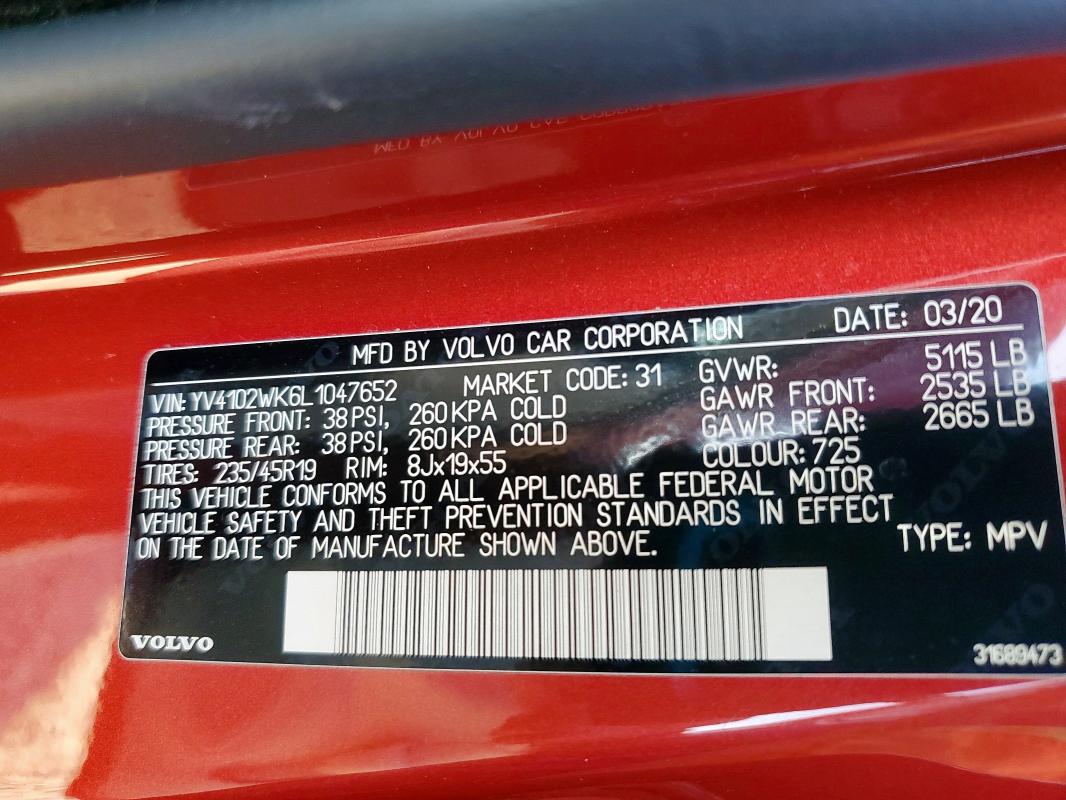 MFD BY VOLVO CAR CORPORATION DATE: 03/20
VIN: YV4102WK6L1047652 MARKET CODE: 31 GVWR: 5115 LB
PRESSURE FRONT: 38 PSI, 260 KPA COLD GAWR FRONT: 2535 LB
PRESSURE REAR: 38 PSI, 260 KPA COLD GAWR REAR: 2665 LB
TIRES: 235/45R19 RIM: 8Jx19x55 COLOUR: 725
THIS VEHICLE CONFORMS TO ALL APPLICABLE FEDERAL MOTOR
VEHICLE SAFETY AND THEFT PREVENTION STANDARDS IN EFFECT
ON THE DATE OF MANUFACTURE SHOWN ABOVE. TYPE: MPV
VOLVO 31689473